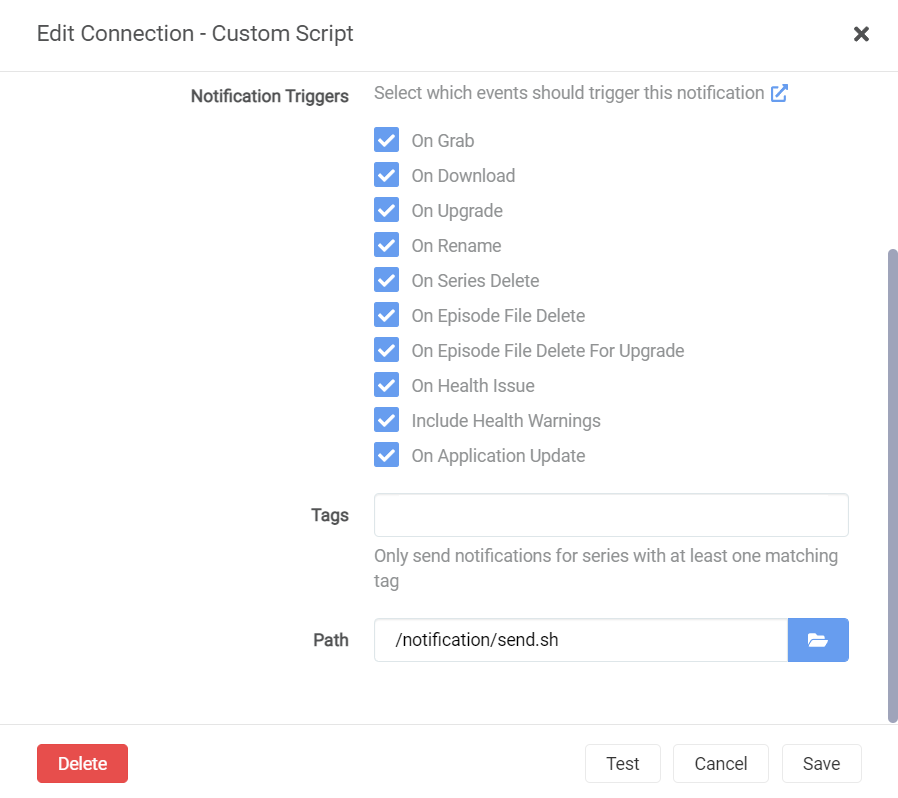 Edit Connection - Custom Script
Notification Triggers
Select which events should trigger this notification
On Grab
On Download
On Upgrade
On Rename
On Series Delete
On Episode File Delete
On Episode File Delete For Upgrade
On Health Issue
Include Health Warnings
On Application Update
Tags
Only send notifications for series with at least one matching
tag
Path
/notification/send.sh
Delete
Test
Cancel
Save